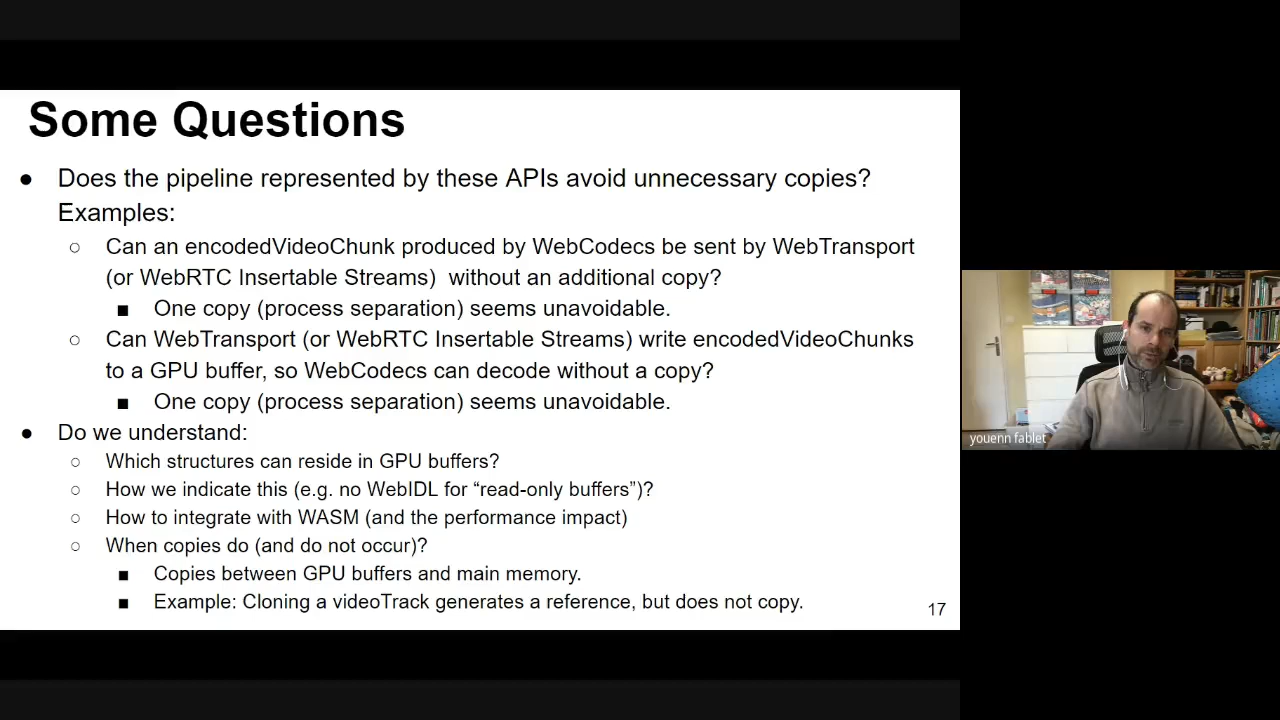 Some Questions
● Does the pipeline represented by these APIs avoid unnecessary copies?
Examples:
○ Can an encodedVideoChunk produced by WebCodecs be sent by WebTransport
(or WebRTC Insertable Streams)  without an additional copy?
■ One copy (process separation) seems unavoidable.
○ Can WebTransport (or WebRTC Insertable Streams) write encodedVideoChunks
to a GPU buffer, so WebCodecs can decode without a copy?
■ One copy (process separation) seems unavoidable.
● Do we understand:
○ Which structures can reside in GPU buffers?
○ How we indicate this (e.g. no WebIDL for “read-only buffers”)?
○ How to integrate with WASM (and the performance impact)
○ When copies do (and do not occur)?
■ Copies between GPU buffers and main memory.
■ Example: Cloning a videoTrack generates a reference, but does not copy.
17
youenn fablet